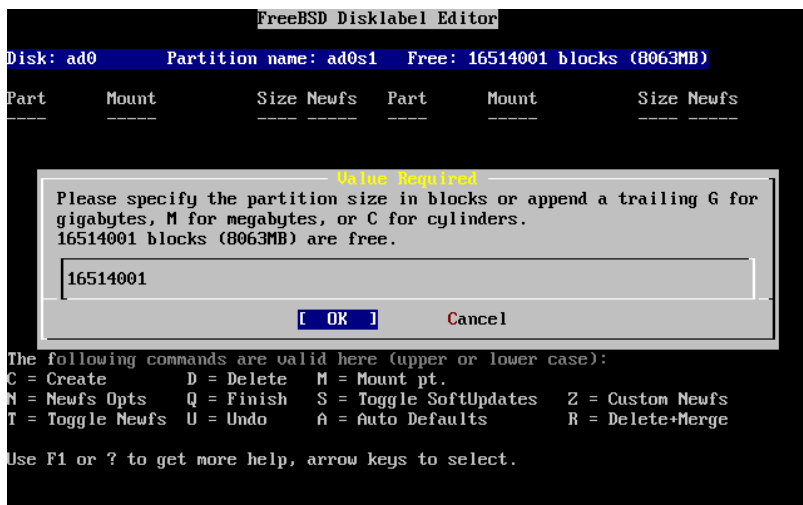 FreeBSD Disklabel Editor
Disk: ad0 Partition name: ad0s1 Free: 16514001 blocks (8063MB)
Part Mount Size Newfs Part Mount Size Newfs
---- ----- ---- ----- ---- ----- ---- -----
Value Required
Please specify the partition size in blocks or append a trailing G for
gigabytes, M for megabytes, or C for cylinders.
16514001 blocks (8063MB) are free.
16514001
[ OK ] Cancel
The following commands are valid here (upper or lower case):
C = Create D = Delete M = Mount pt.
N = Newfs Opts Q = Finish S = Toggle SoftUpdates Z = Custom Newfs
T = Toggle Newfs U = Undo A = Auto Defaults R = Delete+Merge
Use F1 or ? to get more help, arrow keys to select.